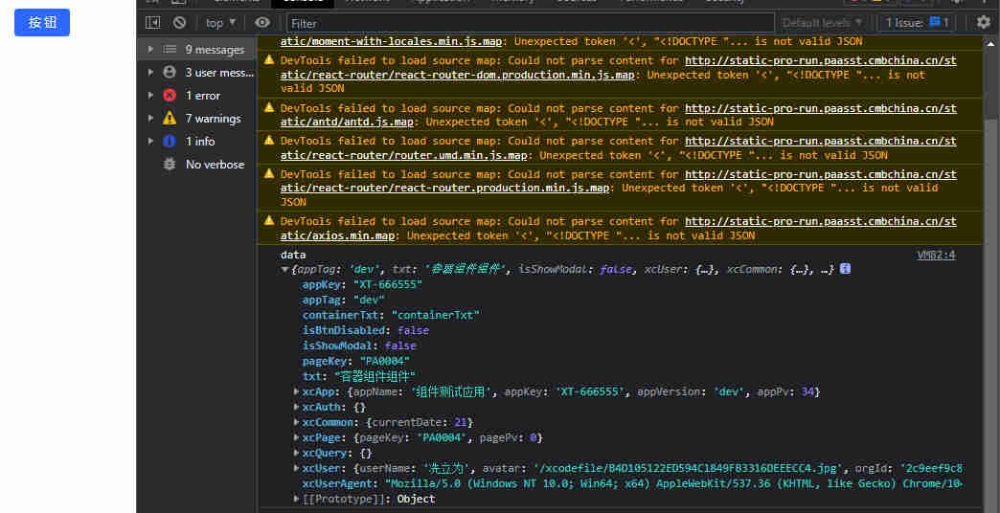 按钮
top
Filter
Default levels
1 Issue:
1
9 messages
3 user mess...
1 error
7 warnings
1 info
No verbose
atic/moment-with-locales.min.js.map: Unexpected token '<', "<!DOCTYPE "... is not valid JSON
DevTools failed to load source map: Could not parse content for http://static-pro-run.paasst.cmbchina.cn/st
atic/react-router/react-router-dom.production.min.js.map: Unexpected token '<', "<!DOCTYPE "... is not
valid JSON
DevTools failed to load source map: Could not parse content for http://static-pro-run.paasst.cmbchina.cn/st
atic/antd/antd.js.map: Unexpected token '<', "<!DOCTYPE "... is not valid JSON
DevTools failed to load source map: Could not parse content for http://static-pro-run.paasst.cmbchina.cn/st
atic/react-router/router.umd.min.js.map: Unexpected token '<', "<!DOCTYPE "... is not valid JSON
DevTools failed to load source map: Could not parse content for http://static-pro-run.paasst.cmbchina.cn/st
atic/react-router/react-router.production.min.js.map: Unexpected token '<', "<!DOCTYPE "... is not valid
JSON
DevTools failed to load source map: Could not parse content for http://static-pro-run.paasst.cmbchina.cn/st
atic/axios.min.map: Unexpected token '<', "<!DOCTYPE "... is not valid JSON
data
VM82:4
{appTag: 'dev', txt: '容器组件组件', isShowModal: false, xcUser: {…}, xcCommon: {…}, …}
appKey: "XT-666555"
appTag: "dev"
containerTxt: "containerTxt"
isBtnDisabled: false
isShowModal: false
pageKey: "PA0004"
txt: "容器组件组件"
xcApp: {appName: '组件测试应用', appKey: 'XT-666555', appVersion: 'dev', appPv: 34}
xcAuth: {}
xcCommon: {currentDate: 21}
xcPage: {pageKey: 'PA0004', pagePv: 0}
xcQuery: {}
xcUser: {userName: '冼立为', avatar: '/xcodefile/B4D105122ED594C1849FB3316DEEECC4.jpg', orgId: '2c9eef9c8
xcUserAgent: "Mozilla/5.0 (Windows NT 10.0; Win64; x64) AppleWebKit/537.36 (KHTML, like Gecko) Chrome/10
[[Prototype]]: Object